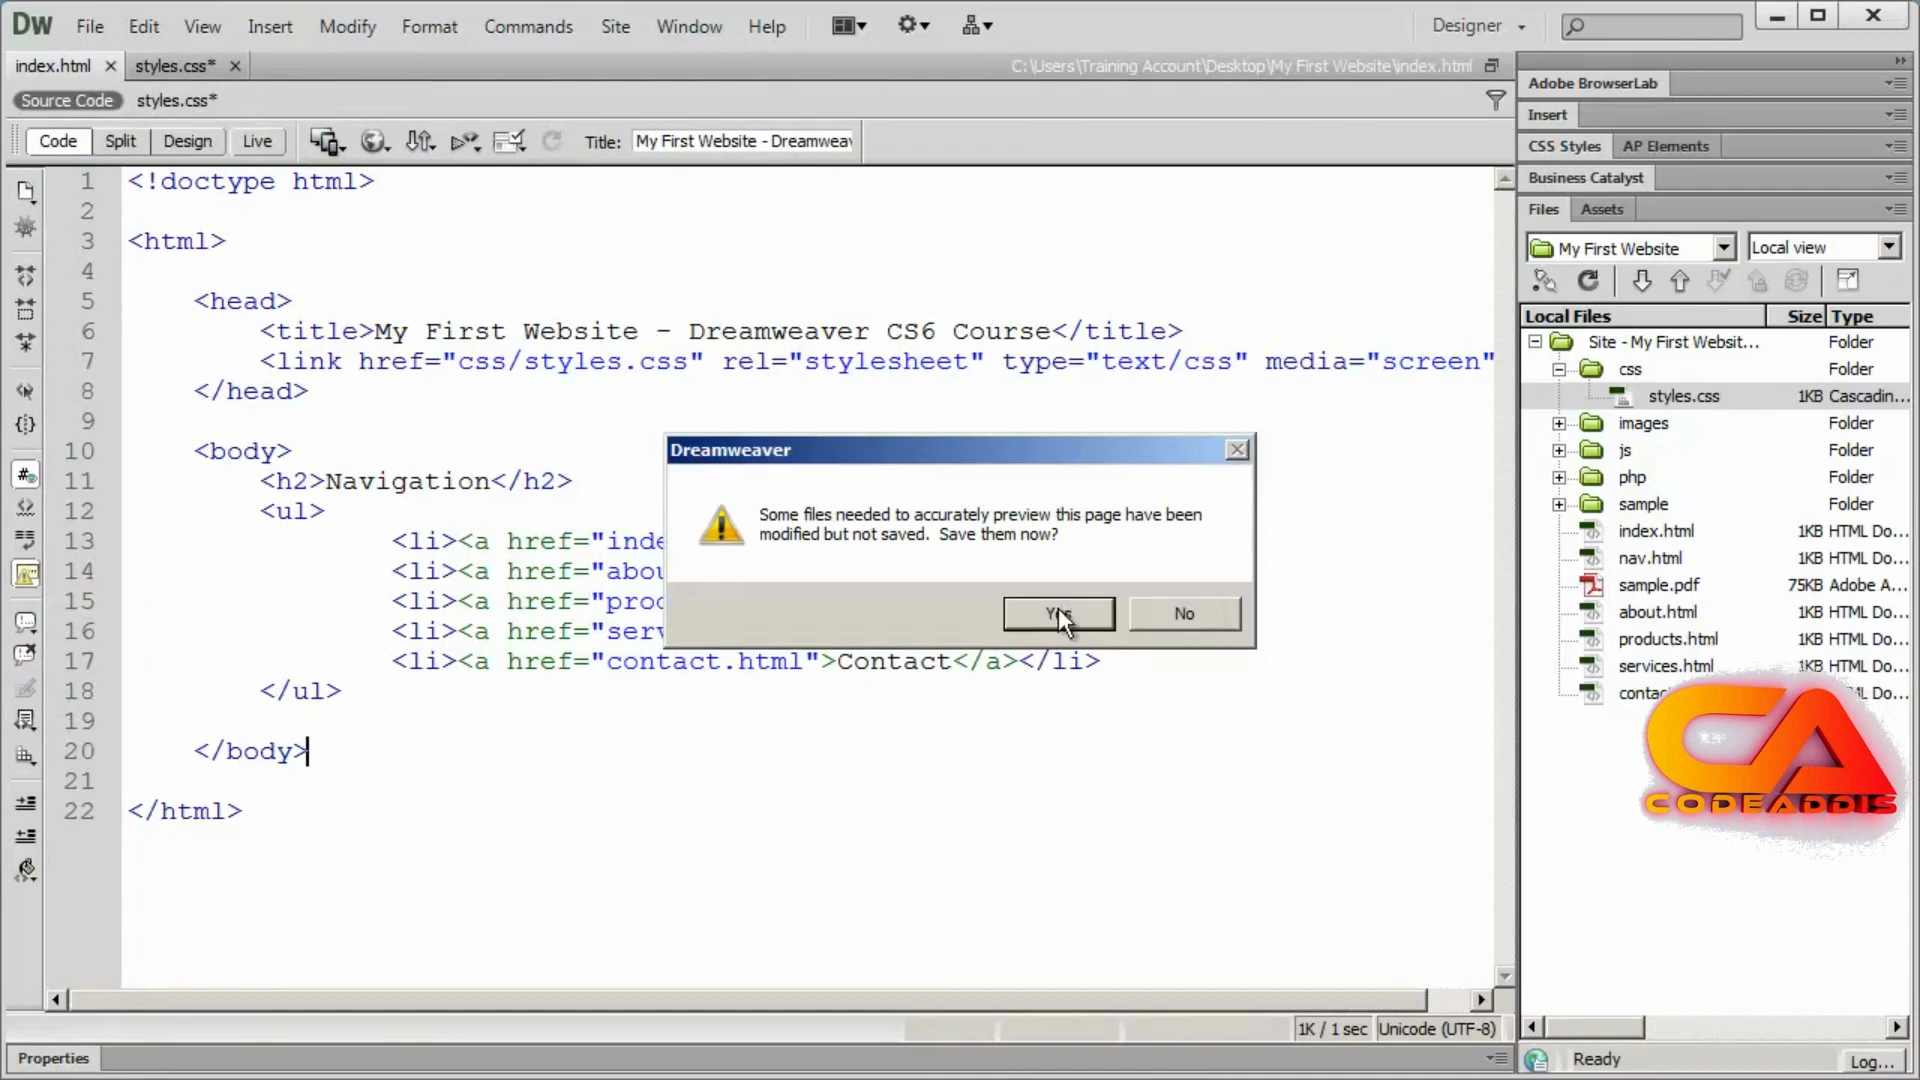 DW File Edit View Insert Modify Format Commands Site Window Help Designer
index.html styles.css* C:\Users\Training Account\Desktop\My First Website\index.html
Source Code styles.css*
Code Split Design Live Title: My First Website - Dreamweav
1 <!doctype html>
2
3 <html>
4
5 <head>
6 <title>My First Website - Dreamweaver CS6 Course</title>
7 <link href="css/styles.css" rel="stylesheet" type="text/css" media="screen"
8 </head>
9
10 <body>
11 <h2>Navigation</h2>
12 <ul>
13 <li><a href="inde
14 <li><a href="abou
15 <li><a href="prod
16 <li><a href="serv
17 <li><a href="contact.html">Contact</a></li>
18 </ul>
19
20 </body>
21
22 </html>
Dreamweaver
Some files needed to accurately preview this page have been
modified but not saved. Save them now?
Yes No
1K / 1 sec Unicode (UTF-8)
Properties
Adobe BrowserLab
Insert
CSS Styles AP Elements
Business Catalyst
Files Assets
My First Website Local view
Local Files Size Type
Site - My First Websit... Folder
css Folder
styles.css 1KB Cascadin...
images Folder
js Folder
php Folder
sample Folder
index.html 1KB HTML Do...
nav.html 1KB HTML Do...
sample.pdf 75KB Adobe A...
about.html 1KB HTML Do...
products.html 1KB HTML Do...
services.html 1KB HTML Do...
CA
CODEADDIS
Ready Log...